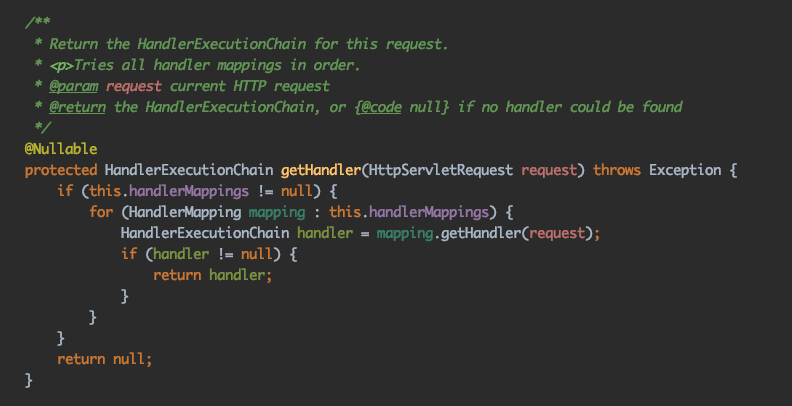 /**
 * Return the HandlerExecutionChain for this request.
 * <p>Tries all handler mappings in order.
 * @param request current HTTP request
 * @return the HandlerExecutionChain, or {@code null} if no handler could be found
 */
@Nullable
protected HandlerExecutionChain getHandler(HttpServletRequest request) throws Exception {
    if (this.handlerMappings != null) {
        for (HandlerMapping mapping : this.handlerMappings) {
            HandlerExecutionChain handler = mapping.getHandler(request);
            if (handler != null) {
                return handler;
            }
        }
    }
    return null;
}